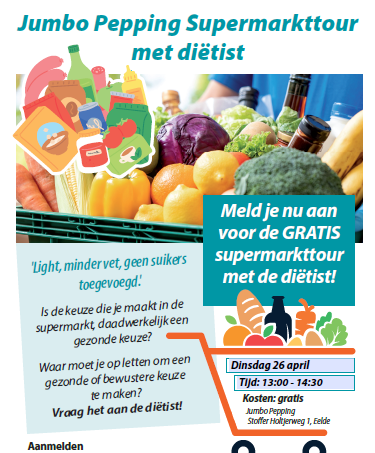 Jumbo Pepping Supermarkttour
met diëtist
Meld je nu aan
voor de GRATIS
supermarkttour
met de diëtist!
'Light, minder vet, geen suikers
toegevoegd.'
Is de keuze die je maakt in de
supermarkt, daadwerkelijk een
gezonde keuze?
Waar moet je op letten om een
gezonde of bewustere keuze
te maken?
Vraag het aan de diëtist!
Dinsdag 26 april
Tijd: 13:00 - 14:30
Kosten: gratis
Jumbo Pepping
Stoffer Holtjerweg 1, Eelde
Aanmelden